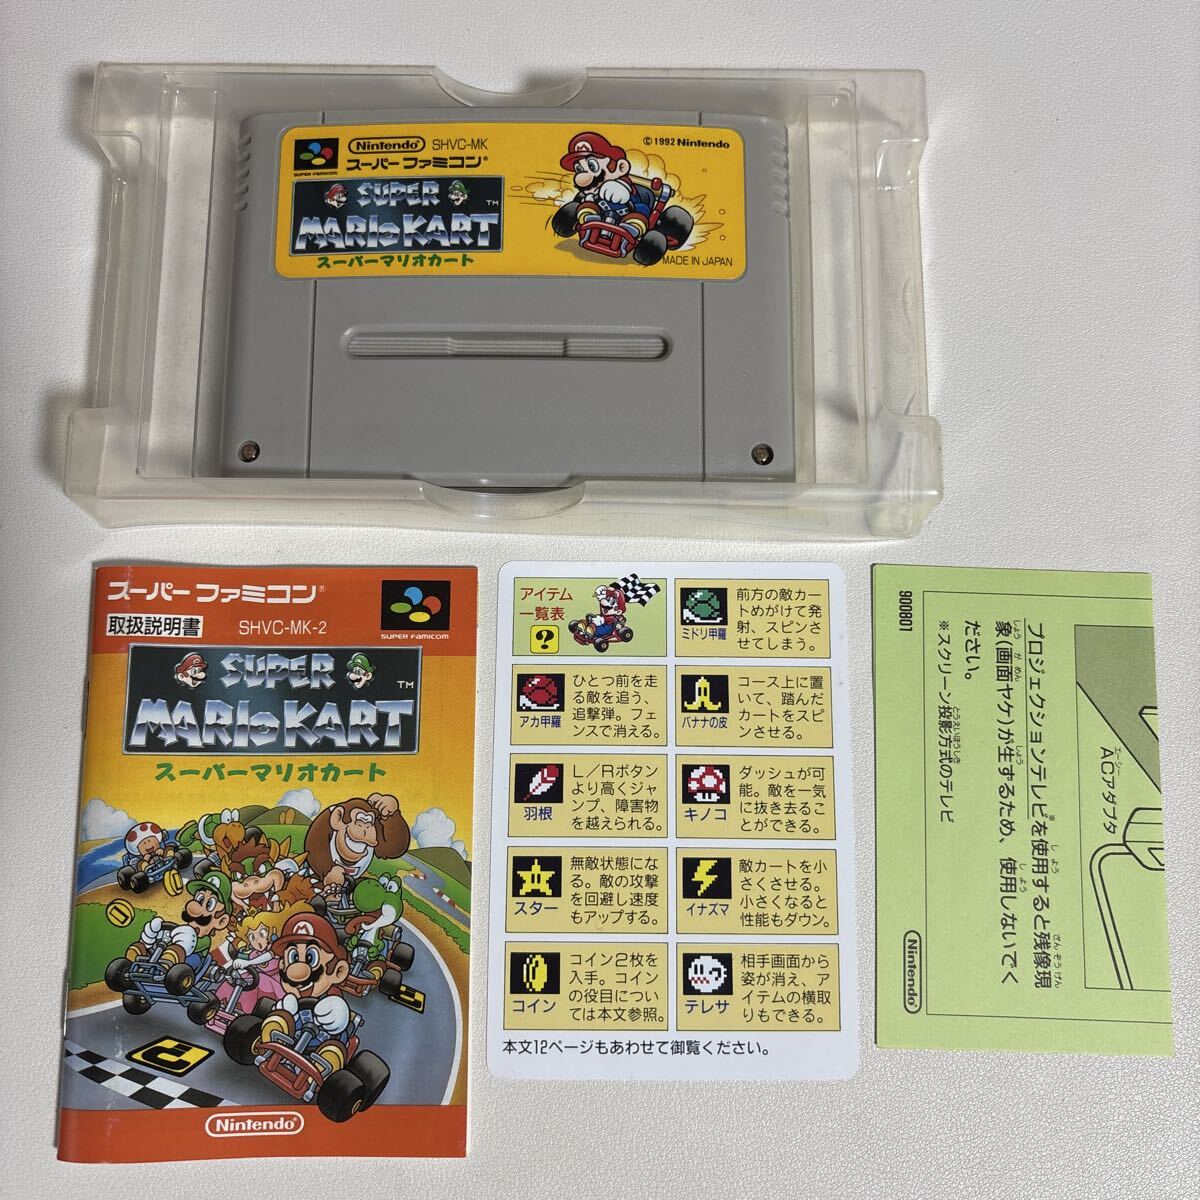 Nintendo SHVC-MK
© 1992 Nintendo
SUPER FAMICOM
スーパーファミコン®
SUPER
MARIO KART ™
スーパーマリオカート
MADE IN JAPAN
スーパーファミコン®
取扱説明書
SHVC-MK-2
SUPER FAMICOM
SUPER
MARIO KART ™
スーパーマリオカート
Nintendo®
アイテム
一覧表
?
ミドリ甲羅
前方の敵カー
トめがけて発
射、スピンさ
せてしまう。
アカ甲羅
ひとつ前を走
る敵を追う、
追撃弾。フェ
ンスで消える。
バナナの皮
コース上に置
いて、踏んだ
カートをスピ
ンさせる。
羽根
L/Rボタン
より高くジャ
ンプ、障害物
を越えられる。
キノコ
ダッシュが可
能。敵を一気
に抜き去るこ
とができる。
スター
無敵状態にな
る。敵の攻撃
を回避し速度
もアップする。
イナズマ
敵カートを小
さくさせる。
小さくなると
性能もダウン。
コイン
コイン2枚を
入手。コイン
の役目につい
ては本文参照。
テレサ
相手画面から
姿が消え、ア
イテムの横取
りもできる。
本文12ページもあわせて御覧ください。
900801
プロジェクションテレビ※を使用すると残像現
象(画面ヤケ)が生ずるため、使用しないでく
ださい。
※スクリーン投影方式のテレビ
ACアダプタ
Nintendo®